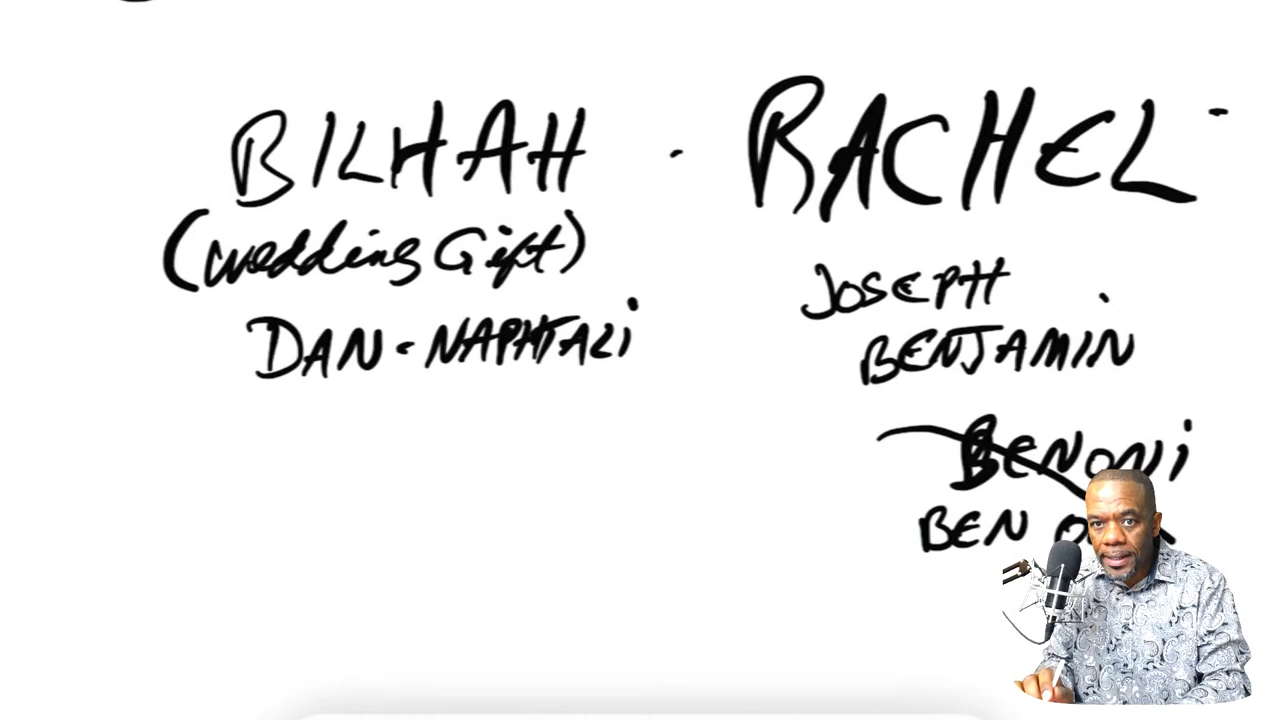 BILHAH - RACHEL -
(wedding Gift)
DAN - NAPHTALi
JOSEPH
BENJAMIN
BENONi
BEN